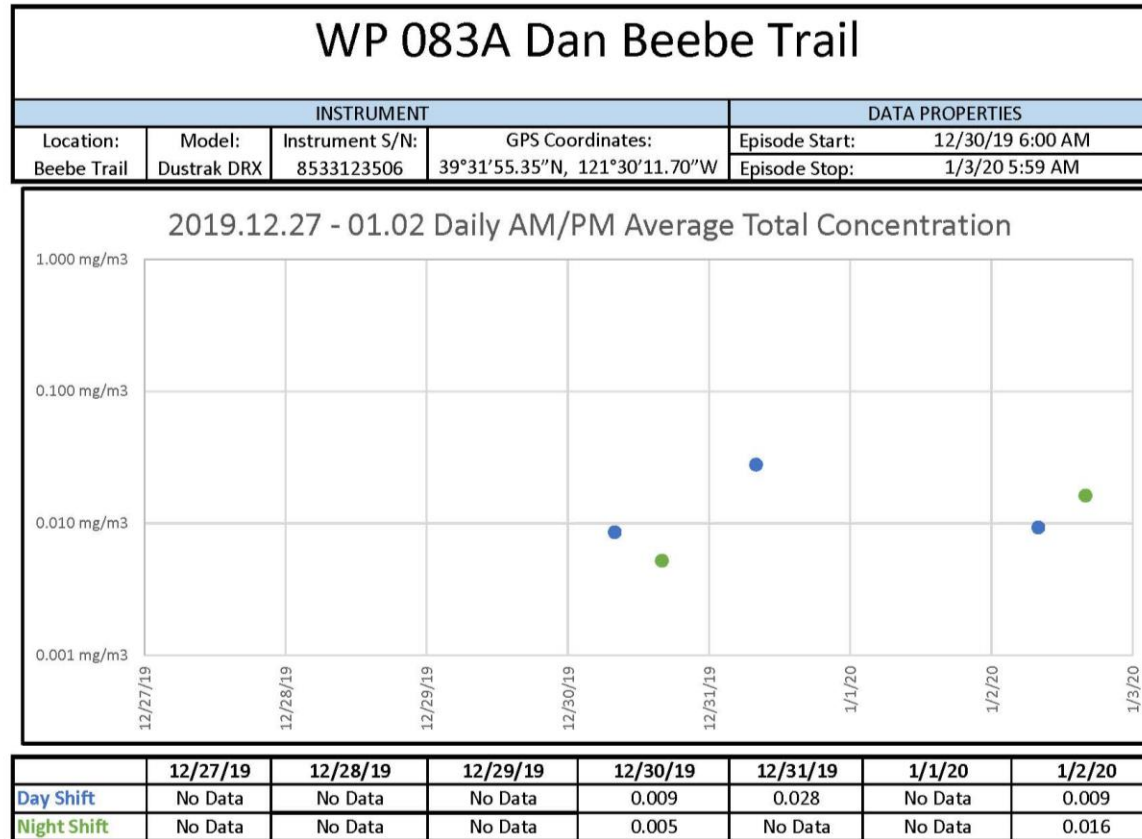 WP 083A Dan Beebe Trail
INSTRUMENT DATA PROPERTIES
Location: Model: Instrument S/N: GPS Coordinates: Episode Start: 12/30/19 6:00 AM
Beebe Trail Dustrak DRX 8533123506 39°31'55.35"N, 121°30'11.70"W Episode Stop: 1/3/20 5:59 AM
2019.12.27 - 01.02 Daily AM/PM Average Total Concentration
1.000 mg/m3
0.100 mg/m3
0.010 mg/m3
0.001 mg/m3
12/27/19 12/28/19 12/29/19 12/30/19 12/31/19 1/1/20 1/2/20 1/3/20
12/27/19 12/28/19 12/29/19 12/30/19 12/31/19 1/1/20 1/2/20
Day Shift No Data No Data No Data 0.009 0.028 No Data 0.009
Night Shift No Data No Data No Data 0.005 No Data No Data 0.016